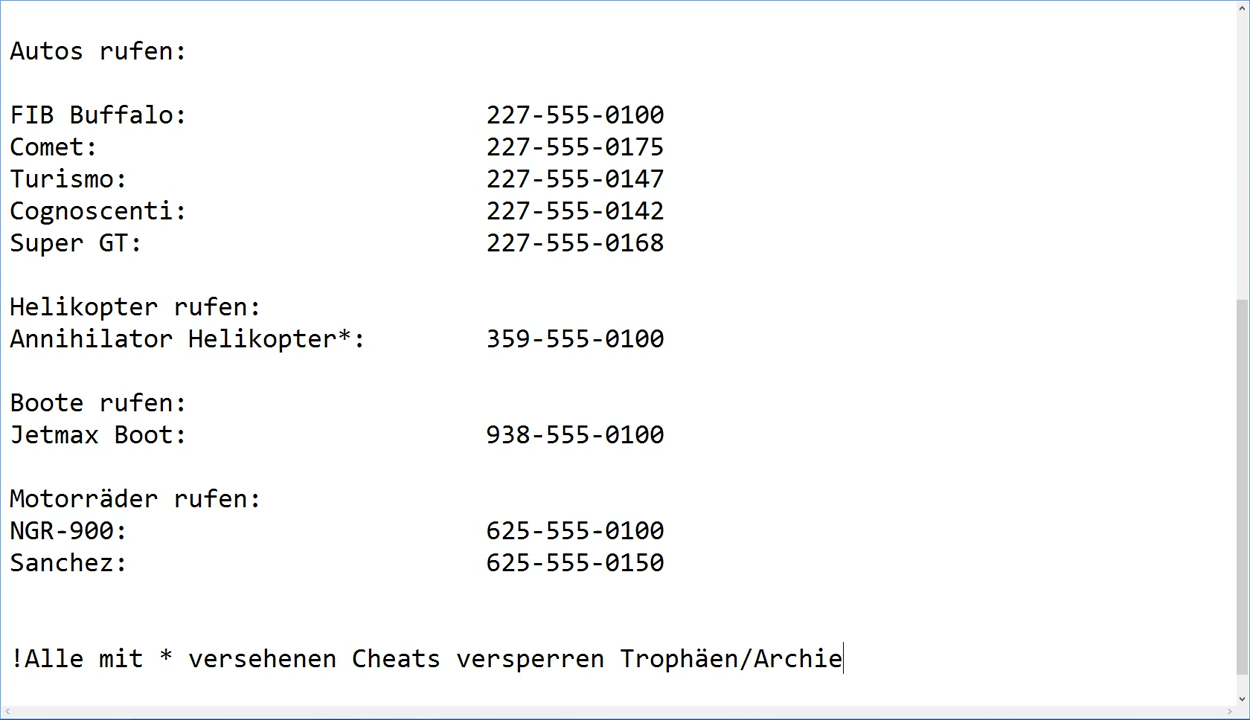 Autos rufen:
FIB Buffalo: 227-555-0100
Comet: 227-555-0175
Turismo: 227-555-0147
Cognoscenti: 227-555-0142
Super GT: 227-555-0168
Helikopter rufen:
Annihilator Helikopter*: 359-555-0100
Boote rufen:
Jetmax Boot: 938-555-0100
Motorräder rufen:
NGR-900: 625-555-0100
Sanchez: 625-555-0150
!Alle mit * versehenen Cheats versperren Trophäen/Archie